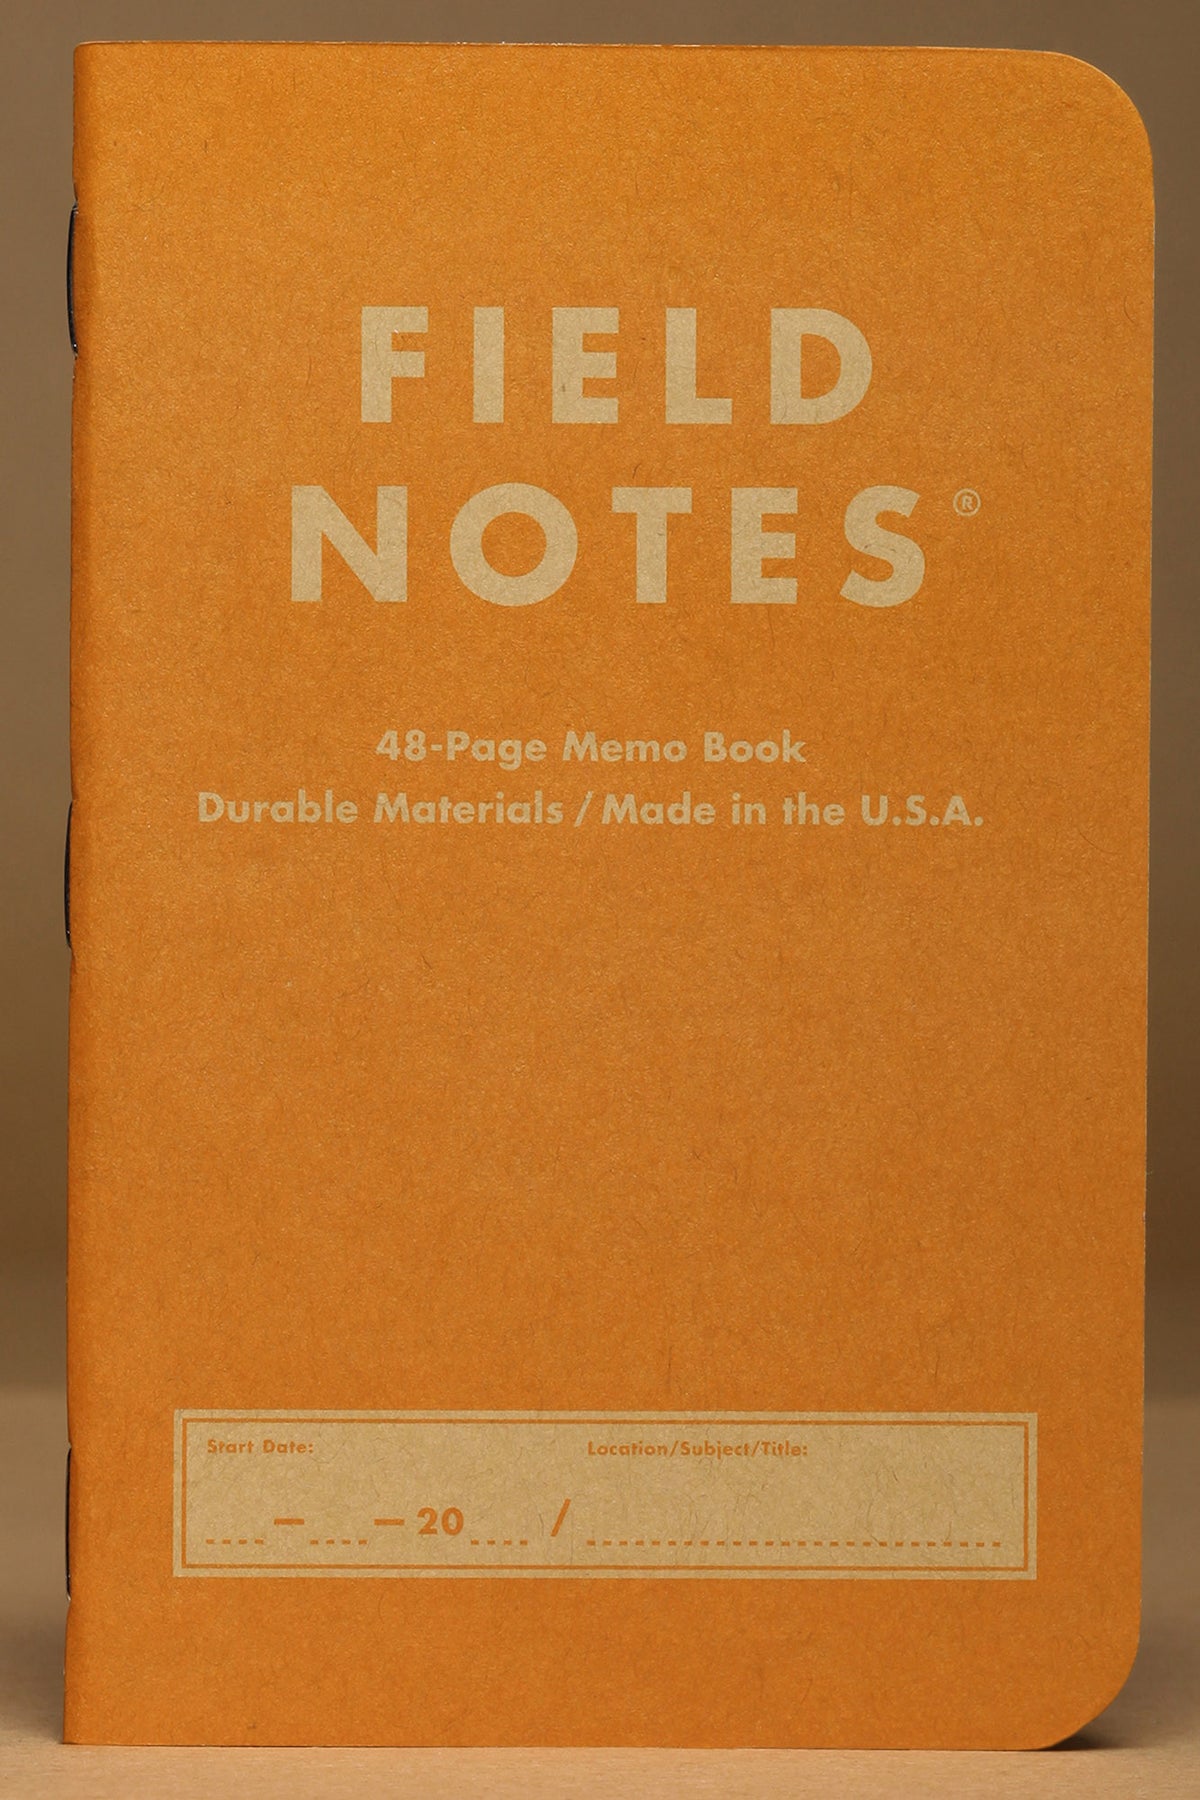 FIELD
NOTES®
48-Page Memo Book
Durable Materials / Made in the U.S.A.
Start Date: Location/Subject/Title:
— — 20 /